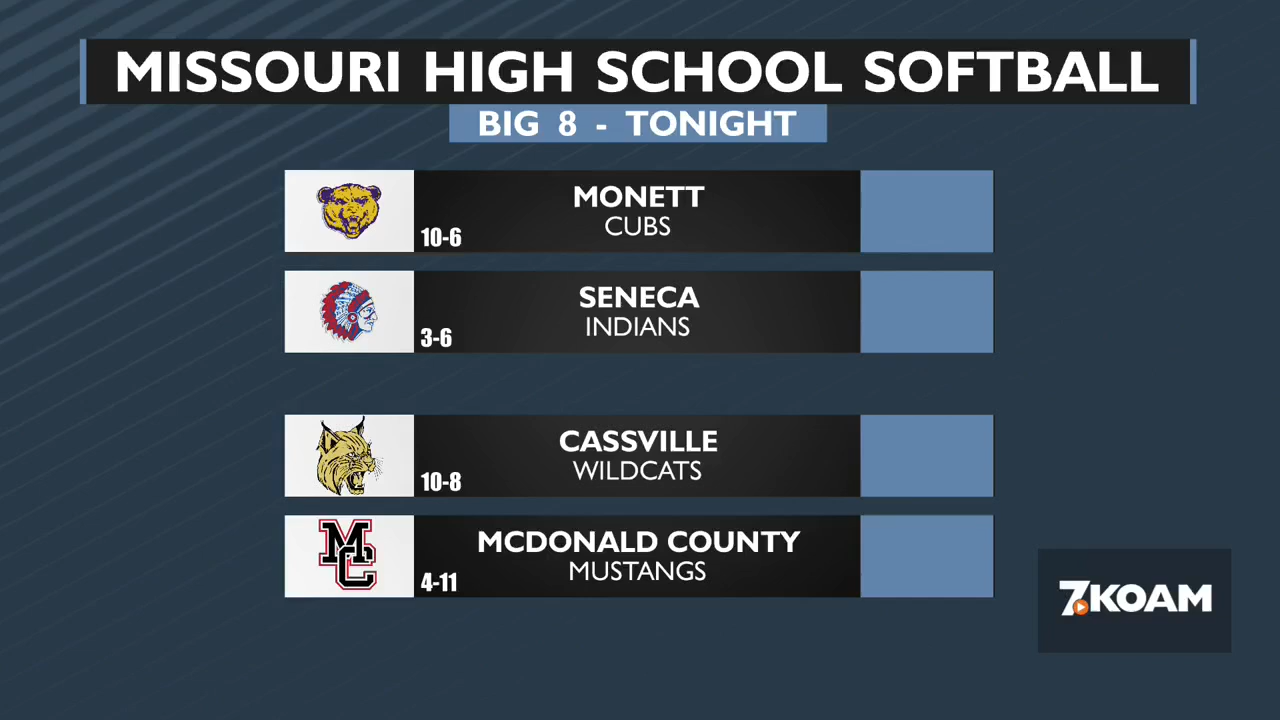 MISSOURI HIGH SCHOOL SOFTBALL
BIG 8 - TONIGHT
MONETT
CUBS
10-6
SENECA
INDIANS
3-6
CASSVILLE
WILDCATS
10-8
MC
MCDONALD COUNTY
MUSTANGS
4-11
7KOAM